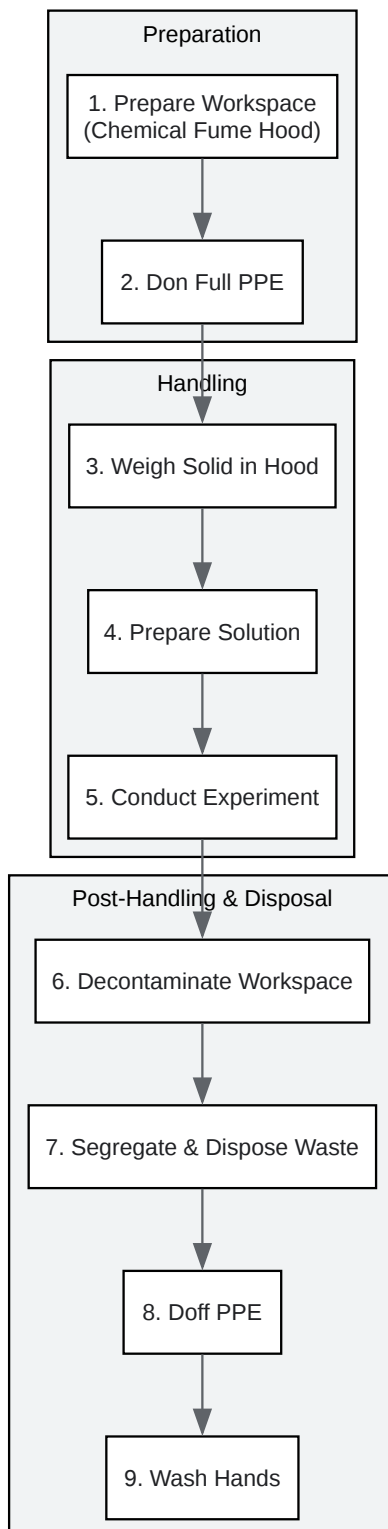 Preparation
1. Prepare Workspace
(Chemical Fume Hood)
2. Don Full PPE
Handling
3. Weigh Solid in Hood
4. Prepare Solution
5. Conduct Experiment
Post-Handling & Disposal
6. Decontaminate Workspace
7. Segregate & Dispose Waste
8. Doff PPE
9. Wash Hands